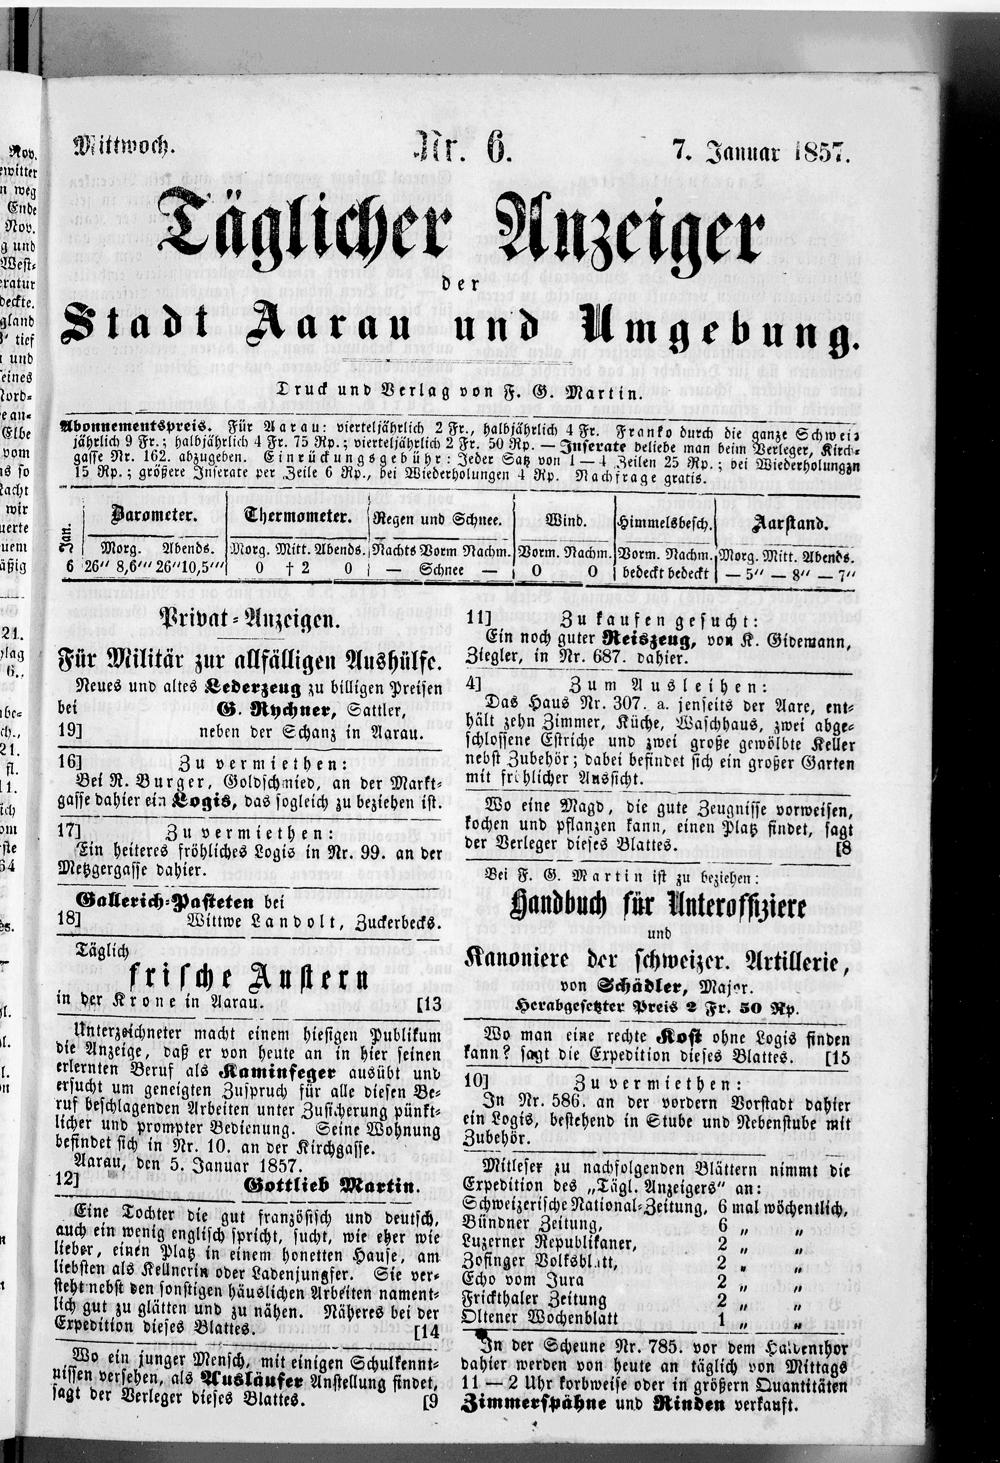 Mittwoch. Nr. 6. 7. Januar 1857.
Täglicher Anzeiger
der
Stadt Aarau und Umgebung.
Druck und Verlag von F. G. Martin.
Abonnementspreis. Für Aarau: vierteljährlich 2 Fr., halbjährlich 4 Fr. Franko durch die ganze Schweiz
jährlich 9 Fr.; halbjährlich 4 Fr. 75 Rp.; vierteljährlich 2 Fr. 50 Rp. — Inserate beliebe man beim Verleger, Kirch-
gasse Nr. 162. abzugeben. Einrückungsgebühr: Jeder Satz von 1 — 4 Zeilen 25 Rp.; bei Wiederholungen
15 Rp.; größere Inserate per Zeile 6 Rp., bei Wiederholungen 4 Rp. Nachfrage gratis.
Jan. Barometer. Thermometer. Regen und Schnee. Wind. Himmelsbesch. Aarstand.
Morg. Abends. Morg. Mitt. Abends. Nachts Vorm Nachm. Vorm. Nachm. Vorm. Nachm. Morg. Mitt. Abends.
6 26" 8,6"' 26"10,5"' 0 † 2 0 — Schnee — 0 0 bedeckt bedeckt — 5" — 8" — 7"
Privat-Anzeigen.
Für Militär zur allfälligen Aushülfe.
Neues und altes Lederzeug zu billigen Preisen
bei G. Rychner, Sattler,
19] neben der Schanz in Aarau.
16] Zu vermiethen:
Bei R. Burger, Goldschmied, an der Markt-
gasse dahier ein Logis, das sogleich zu beziehen ist.
17] Zu vermiethen:
Ein heiteres fröhliches Logis in Nr. 99. an der
Metzgergasse dahier.
Gallerich-Pasteten bei
18] Wittwe Landolt, Zuckerbecks.
Täglich
frische Austern
in der Krone in Aarau. [13
Unterzeichneter macht einem hiesigen Publikum
die Anzeige, daß er von heute an in hier seinen
erlernten Beruf als Kaminfeger ausübt und
ersucht um geneigten Zuspruch für alle diesen Be-
ruf beschlagenden Arbeiten unter Zusicherung pünkt-
licher und prompter Bedienung. Seine Wohnung
befindet sich in Nr. 10. an der Kirchgasse.
Aarau, den 5. Januar 1857.
12] Gottlieb Martin.
Eine Tochter die gut französisch und deutsch,
auch ein wenig englisch spricht, sucht, wie eher wie
lieber, einen Platz in einem honetten Hause, am
liebsten als Kellnerin oder Ladenjungfer. Sie ver-
steht nebst den sonstigen häuslichen Arbeiten nament-
lich gut zu glätten und zu nähen. Näheres bei der
Expedition dieses Blattes. [14
Wo ein junger Mensch, mit einigen Schulkennt-
nissen versehen, als Ausläufer Anstellung findet,
sagt der Verleger dieses Blattes. [9
11] Zu kaufen gesucht:
Ein noch guter Reiszeug, von K. Gidemann,
Ziegler, in Nr. 687. dahier.
4] Zum Ausleihen:
Das Haus Nr. 307. a. jenseits der Aare, ent-
hält zehn Zimmer, Küche, Waschhaus, zwei abge-
schlossene Estriche und zwei große gewölbte Keller
nebst Zubehör; dabei befindet sich ein großer Garten
mit fröhlicher Aussicht.
Wo eine Magd, die gute Zeugnisse vorweisen,
kochen und pflanzen kann, einen Platz findet, sagt
der Verleger dieses Blattes. [8
Bei F. G. Martin ist zu beziehen:
Handbuch für Unteroffiziere
und
Kanoniere der schweizer. Artillerie,
von Schädler, Major.
Herabgesetzter Preis 2 Fr. 50 Rp.
Wo man eine rechte Kost ohne Logis finden
kann? sagt die Expedition dieses Blattes. [15
10] Zu vermiethen:
In Nr. 586. an der vordern Vorstadt dahier
ein Logis, bestehend in Stube und Nebenstube mit
Zubehör.
Mitleser zu nachfolgenden Blättern nimmt die
Expedition des „Tägl. Anzeigers" an:
Schweizerische National-Zeitung, 6 mal wöchentlich,
Bündner Zeitung, 6 „ „
Luzerner Republikaner, 2 „ „
Zofinger Volksblatt, 2 „ „
Echo vom Jura 2 „ „
Frickthaler Zeitung 2 „ „
Oltener Wochenblatt 1 „ „
In der Scheune Nr. 785. vor dem Haldenthor
dahier werden von heute an täglich von Mittags
11 — 2 Uhr korbweise oder in größern Quantitäten
Zimmerspähne und Rinden verkauft.